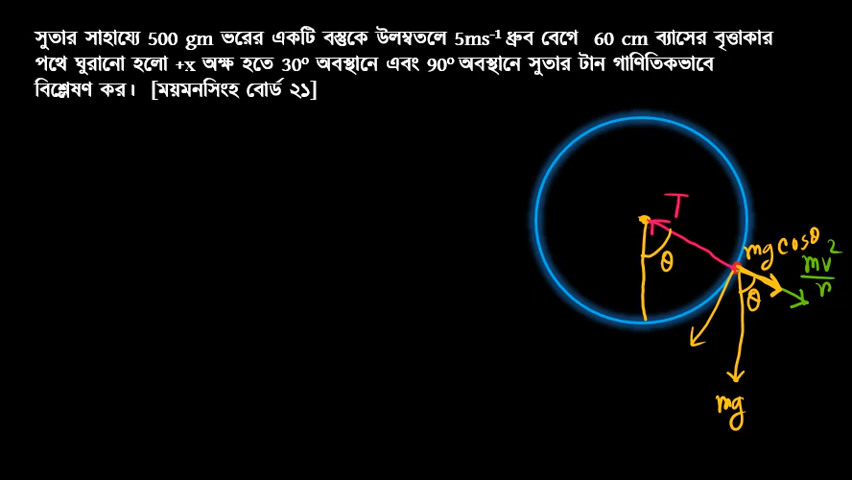 সুতার সাহায্যে 500 gm ভরের একটি বস্তুকে উলম্বতলে 5ms⁻¹ ধ্রুব বেগে 60 cm ব্যাসের বৃত্তাকার
পথে ঘুরানো হলো +x অক্ষ হতে 30° অবস্থানে এবং 90° অবস্থানে সুতার টান গাণিতিকভাবে
বিশ্লেষণ কর। [ময়মনসিংহ বোর্ড ২১]
T
θ
mg cosθ
mv²/r
θ
mg